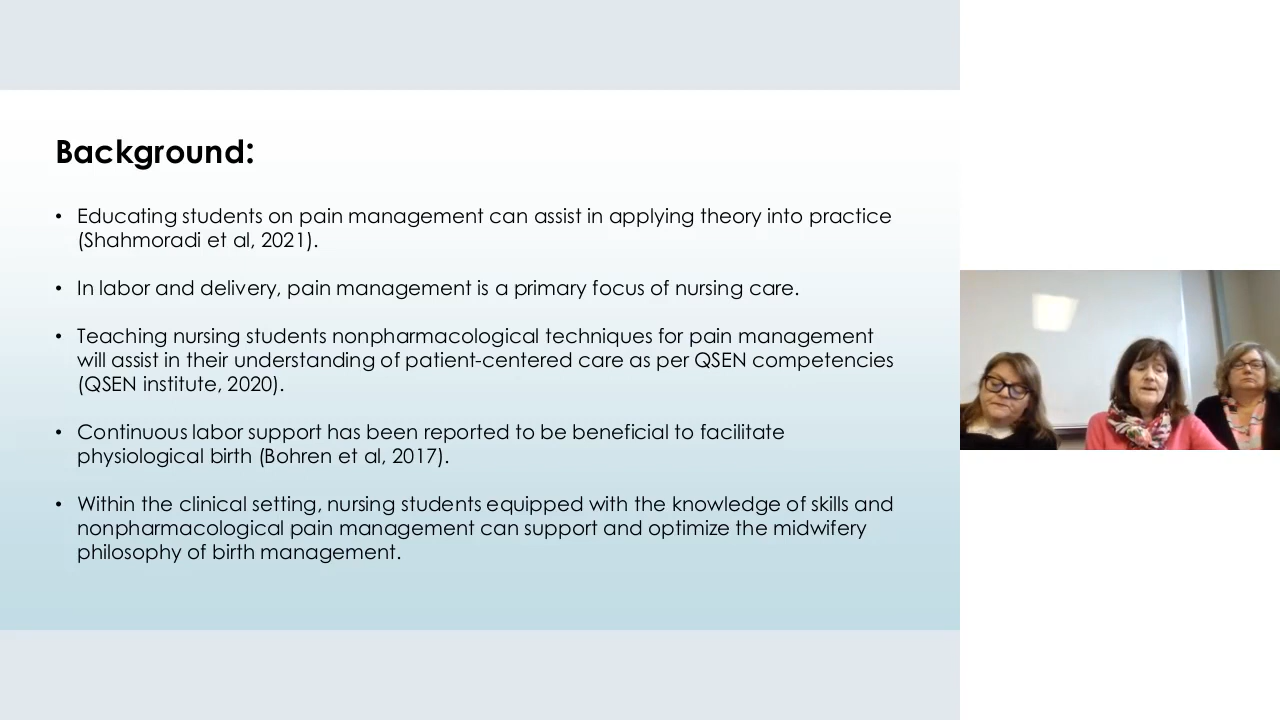 Background:
• Educating students on pain management can assist in applying theory into practice
(Shahmoradi et al, 2021).
• In labor and delivery, pain management is a primary focus of nursing care.
• Teaching nursing students nonpharmacological techniques for pain management
will assist in their understanding of patient-centered care as per QSEN competencies
(QSEN institute, 2020).
• Continuous labor support has been reported to be beneficial to facilitate
physiological birth (Bohren et al, 2017).
• Within the clinical setting, nursing students equipped with the knowledge of skills and
nonpharmacological pain management can support and optimize the midwifery
philosophy of birth management.